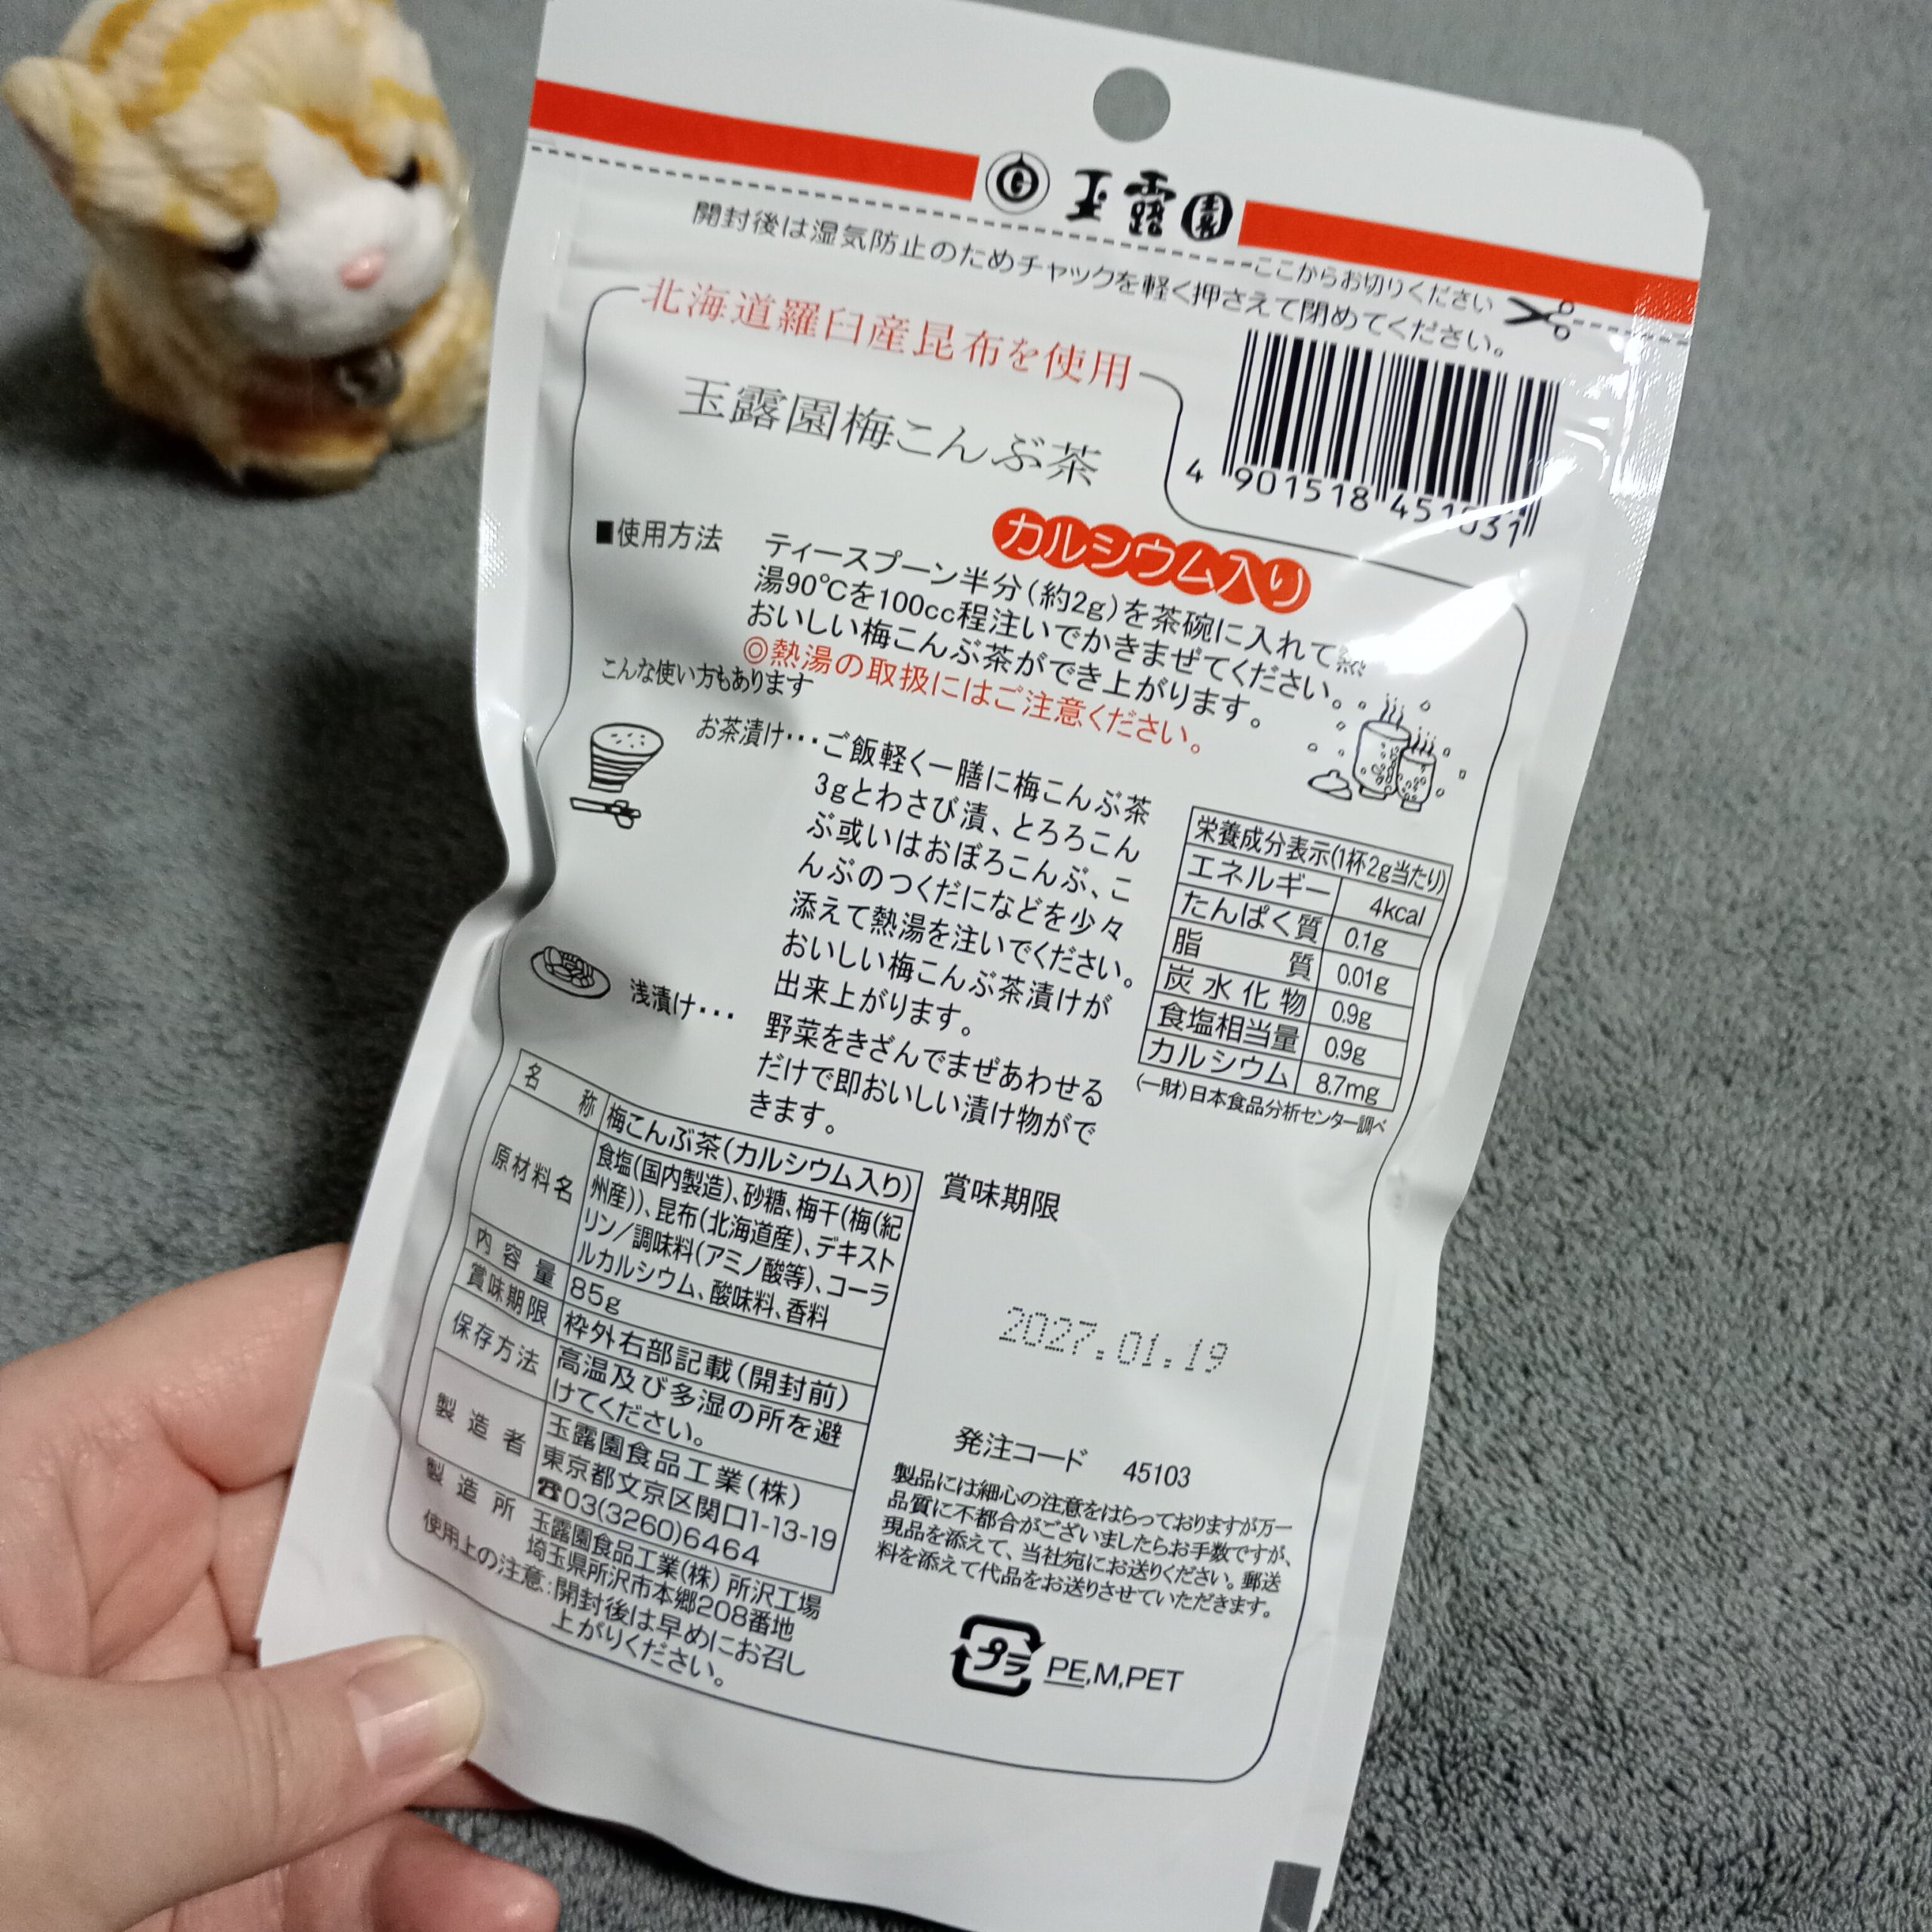 玉露園
ここからお切りください
開封後は湿気防止のためチャックを軽く押さえて閉めてください。
北海道羅臼産昆布を使用
玉露園梅こんぶ茶
4 901518 451031
カルシウム入り
■使用方法
ティースプーン半分(約2g)を茶碗に入れて熱
湯90℃を100cc程注いでかきまぜてください。
おいしい梅こんぶ茶ができ上がります。
◎熱湯の取扱にはご注意ください。
こんな使い方もあります
お茶漬け…ご飯軽く一膳に梅こんぶ茶
3gとわさび漬、とろろこん
ぶ或いはおぼろこんぶ、こ
んぶのつくだになどを少々
添えて熱湯を注いでください。
おいしい梅こんぶ茶漬けが
出来上がります。
浅漬け…野菜をきざんでまぜあわせる
だけで即おいしい漬け物がで
きます。
栄養成分表示(1杯2g当たり)
エネルギー 4kcal
たんぱく質 0.1g
脂質 0.01g
炭水化物 0.9g
食塩相当量 0.9g
カルシウム 8.7mg
(一財)日本食品分析センター調べ
名称 梅こんぶ茶(カルシウム入り)
原材料名 食塩(国内製造)、砂糖、梅干(梅(紀
州産))、昆布(北海道産)、デキスト
リン/調味料(アミノ酸等)、コーラ
ルカルシウム、酸味料、香料
内容量 85g
賞味期限 枠外右部記載(開封前)
保存方法 高温及び多湿の所を避
けてください。
製造者 玉露園食品工業(株)
東京都文京区関口1-13-19
☎03(3260)6464
製造所 玉露園食品工業(株)所沢工場
埼玉県所沢市本郷208番地
使用上の注意:開封後は早めにお召し
上がりください。
賞味期限
2027.01.19
発注コード 45103
製品には細心の注意をはらっておりますが万一
品質に不都合がございましたらお手数ですが、
現品を添えて、当社宛にお送りください。郵送
料を添えて代品をお送りさせていただきます。
プラ PE,M,PET